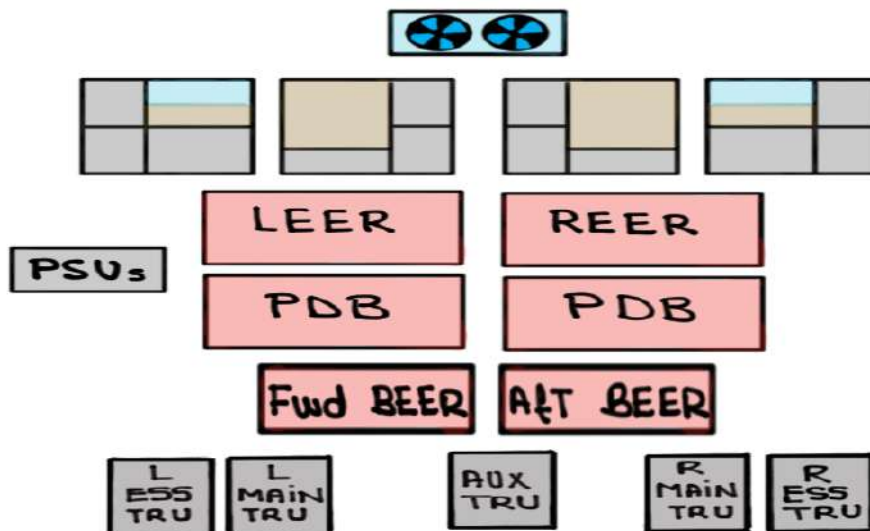 LEER
REER
PSUs
PDB
PDB
Fwd BEER
AfT BEER
L
ESS
TRU
L
MAIN
TRU
AUX
TRU
R
MAIN
TRU
R
ESS
TRU